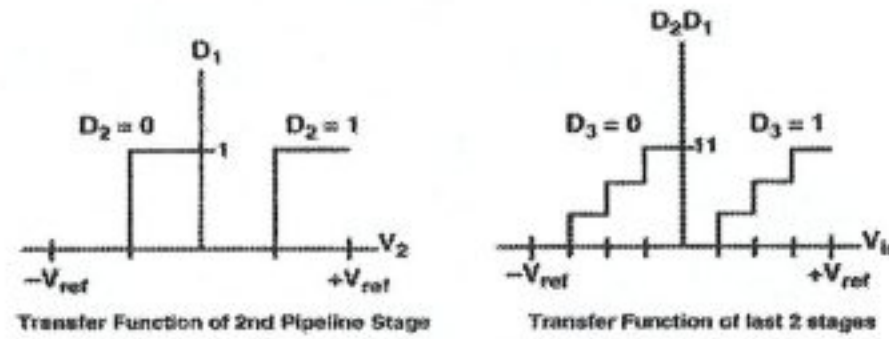 D1
D2 = 0
D2 = 1
1
V2
–Vref
+Vref
Transfer Function of 2nd Pipeline Stage
D2D1
D3 = 0
D3 = 1
11
–Vref
+Vref
Transfer Function of last 2 stages